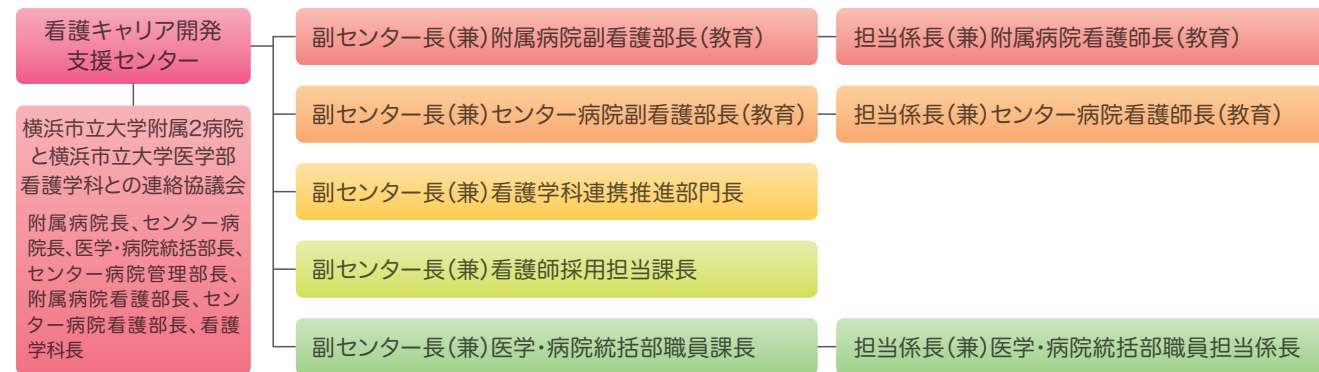 看護キャリア開発
支援センター
副センター長(兼)附属病院副看護部長(教育)
担当係長(兼)附属病院看護師長(教育)
副センター長(兼)センター病院副看護部長(教育)
担当係長(兼)センター病院看護師長(教育)
副センター長(兼)看護学科連携推進部門長
副センター長(兼)看護師採用担当課長
副センター長(兼)医学・病院統括部職員課長
担当係長(兼)医学・病院統括部職員担当係長
横浜市立大学附属2病院
と横浜市立大学医学部
看護学科との連絡協議会
附属病院長、センター病
院長、医学・病院統括部長、
センター病院管理部長、
附属病院看護部長、セン
ター病院看護部長、看護
学科長